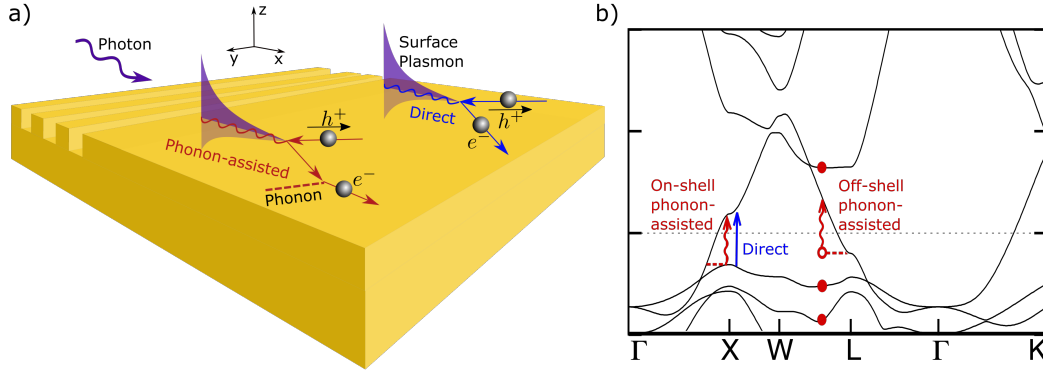 a)
z
y
x
Photon
Surface
Plasmon
h⁺
Direct
h⁺
e⁻
Phonon-assisted
e⁻
Phonon
b)
On-shell
phonon-
assisted
Off-shell
phonon-
assisted
Direct
Γ X W L Γ K